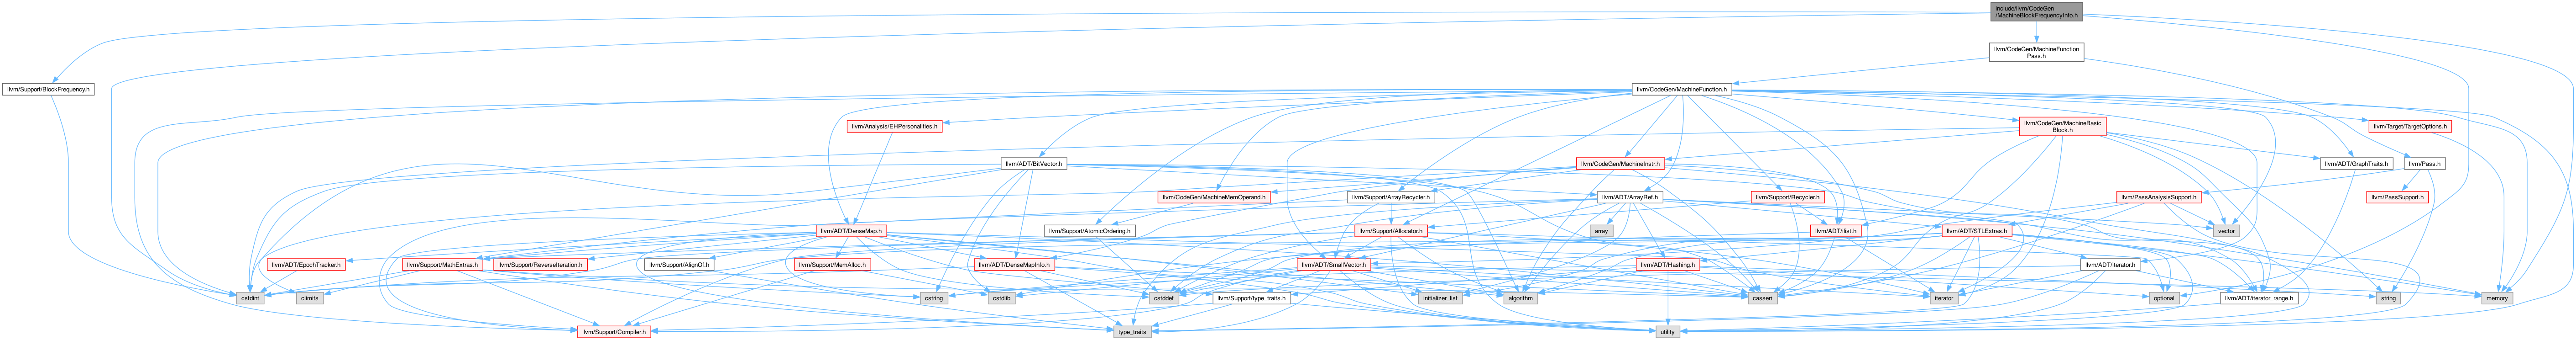 include/llvm/CodeGen
/MachineBlockFrequencyInfo.h
llvm/CodeGen/MachineFunction
Pass.h
llvm/Support/BlockFrequency.h
llvm/CodeGen/MachineFunction.h
llvm/Analysis/EHPersonalities.h
llvm/CodeGen/MachineBasic
Block.h
llvm/Target/TargetOptions.h
llvm/ADT/BitVector.h
llvm/CodeGen/MachineInstr.h
llvm/ADT/GraphTraits.h
llvm/Pass.h
llvm/CodeGen/MachineMemOperand.h
llvm/Support/ArrayRecycler.h
llvm/ADT/ArrayRef.h
llvm/Support/Recycler.h
llvm/PassAnalysisSupport.h
llvm/PassSupport.h
llvm/ADT/DenseMap.h
llvm/Support/AtomicOrdering.h
llvm/Support/Allocator.h
array
llvm/ADT/ilist.h
llvm/ADT/STLExtras.h
vector
llvm/ADT/EpochTracker.h
llvm/Support/MathExtras.h
llvm/Support/ReverseIteration.h
llvm/Support/AlignOf.h
llvm/Support/MemAlloc.h
llvm/ADT/DenseMapInfo.h
llvm/ADT/SmallVector.h
llvm/ADT/Hashing.h
llvm/ADT/iterator.h
cstdint
climits
cstring
cstdlib
cstddef
llvm/Support/type_traits.h
initializer_list
algorithm
cassert
iterator
optional
llvm/ADT/iterator_range.h
string
memory
llvm/Support/Compiler.h
type_traits
utility